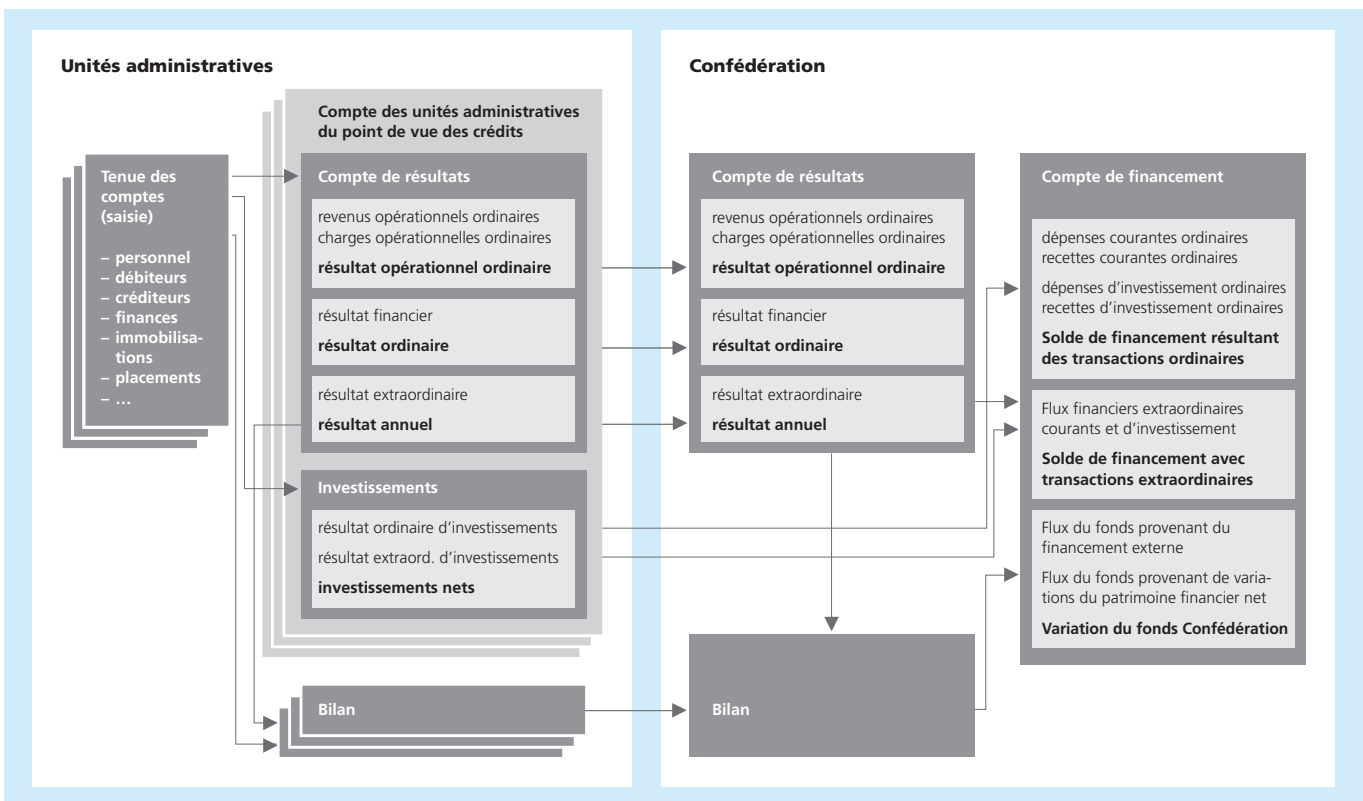 Unités administratives
Tenue des
comptes
(saisie)
– personnel
– débiteurs
– créditeurs
– finances
– immobilisa-
tions
– placements
– …
Compte des unités administratives
du point de vue des crédits
Compte de résultats
revenus opérationnels ordinaires
charges opérationnelles ordinaires
résultat opérationnel ordinaire
résultat financier
résultat ordinaire
résultat extraordinaire
résultat annuel
Investissements
résultat ordinaire d’investissements
résultat extraord. d’investissements
investissements nets
Bilan
Confédération
Compte de résultats
revenus opérationnels ordinaires
charges opérationnelles ordinaires
résultat opérationnel ordinaire
résultat financier
résultat ordinaire
résultat extraordinaire
résultat annuel
Bilan
Compte de financement
dépenses courantes ordinaires
recettes courantes ordinaires
dépenses d’investissement ordinaires
recettes d’investissement ordinaires
Solde de financement résultant
des transactions ordinaires
Flux financiers extraordinaires
courants et d’investissement
Solde de financement avec
transactions extraordinaires
Flux du fonds provenant du
financement externe
Flux du fonds provenant de varia-
tions du patrimoine financier net
Variation du fonds Confédération